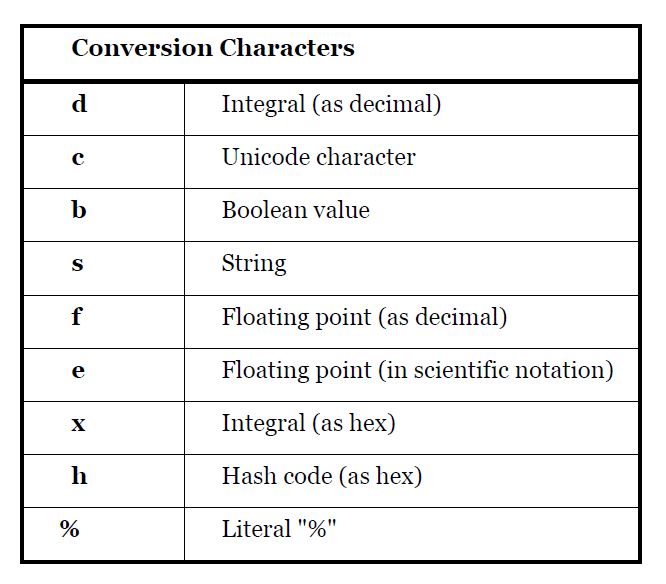 Conversion Characters
d Integral (as decimal)
c Unicode character
b Boolean value
s String
f Floating point (as decimal)
e Floating point (in scientific notation)
x Integral (as hex)
h Hash code (as hex)
% Literal "%"